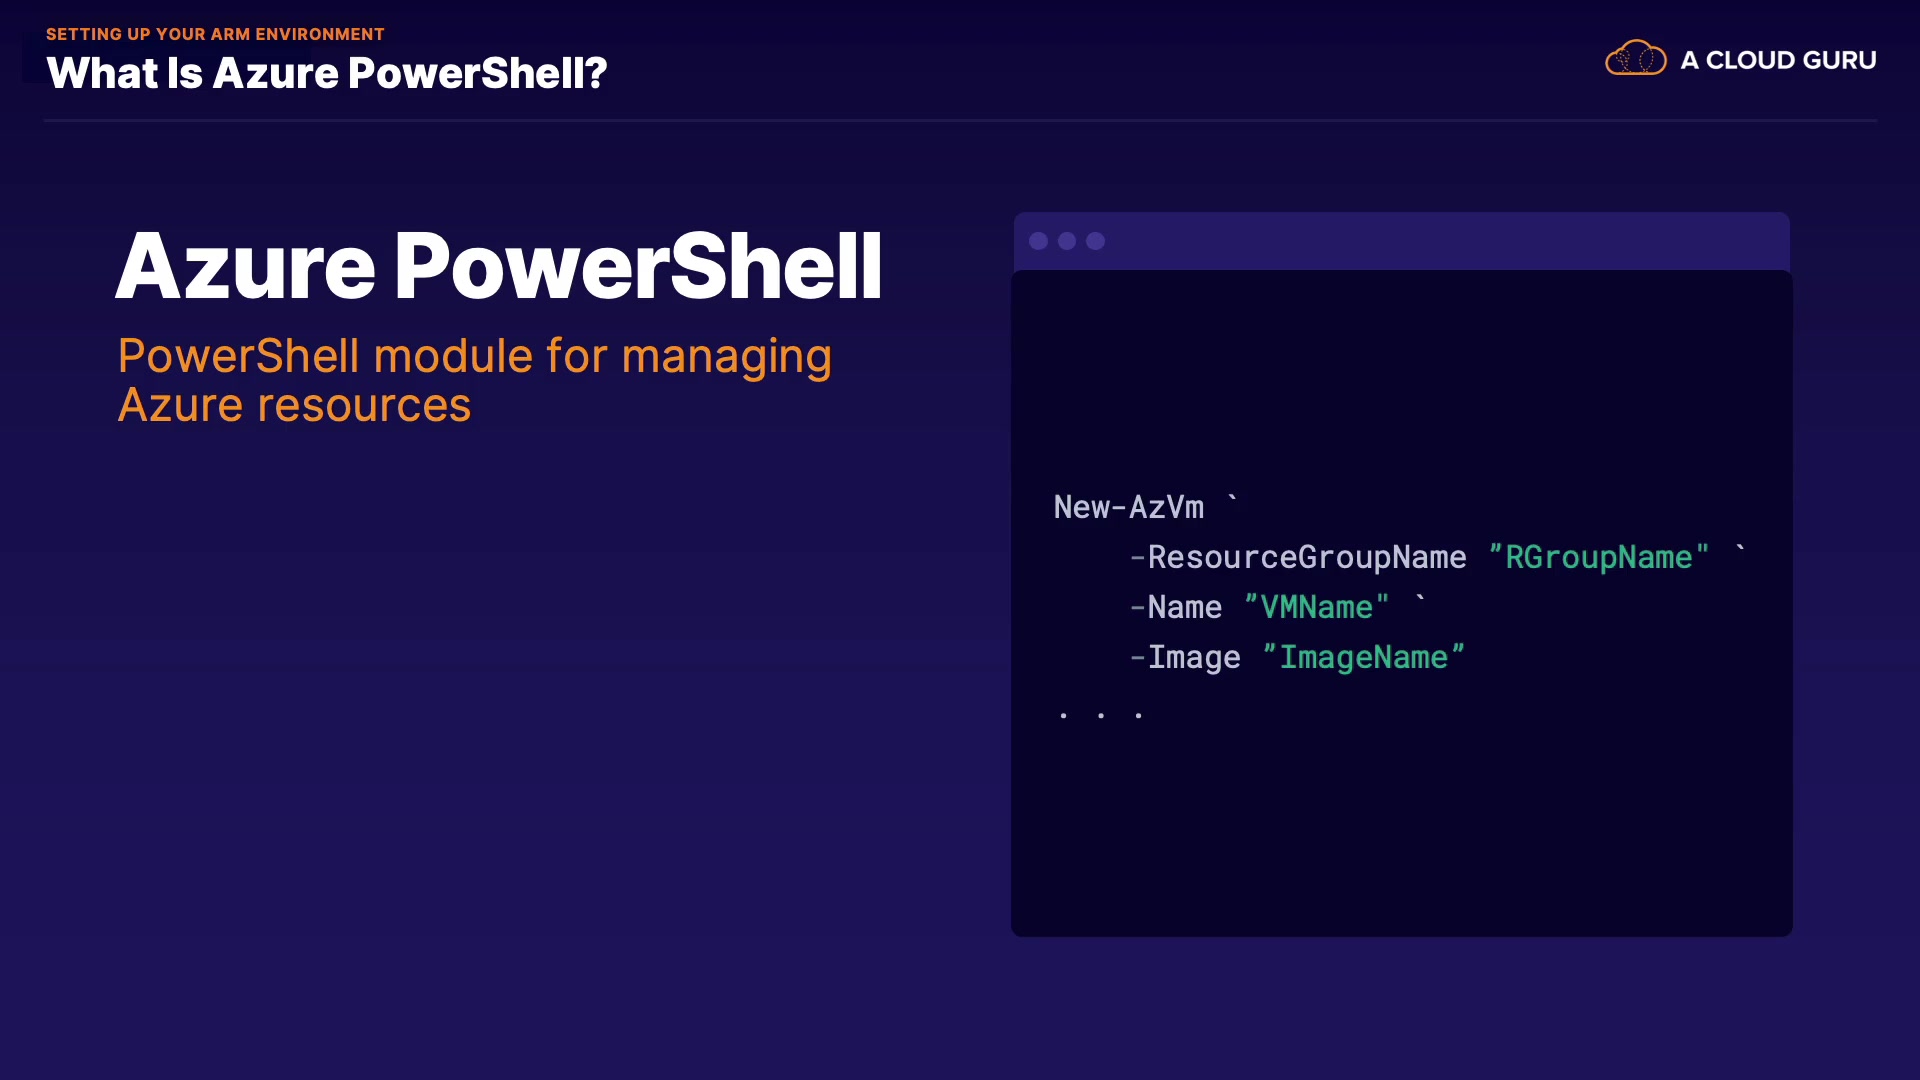 SETTING UP YOUR ARM ENVIRONMENT
What Is Azure PowerShell?
A CLOUD GURU
Azure PowerShell
PowerShell module for managing
Azure resources
New-AzVm `
    -ResourceGroupName ”RGroupName" `
    -Name ”VMName" `
    -Image ”ImageName”
. . .